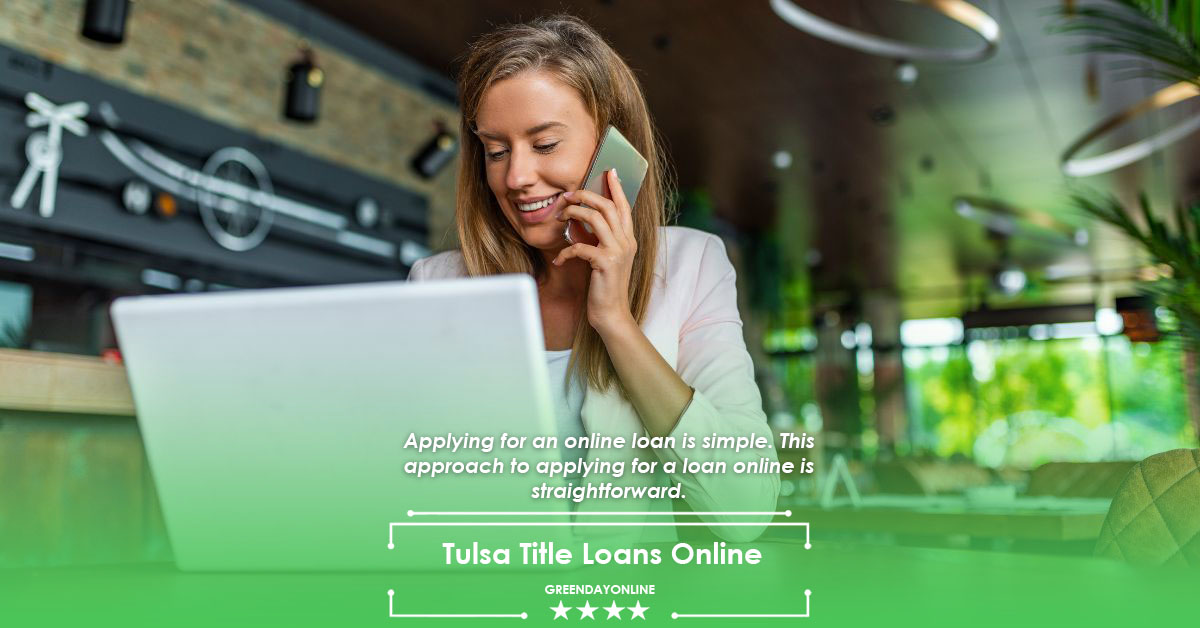 Applying for an online loan is simple. This
approach to applying for a loan online is
straightforward.
Tulsa Title Loans Online
GREENDAYONLINE